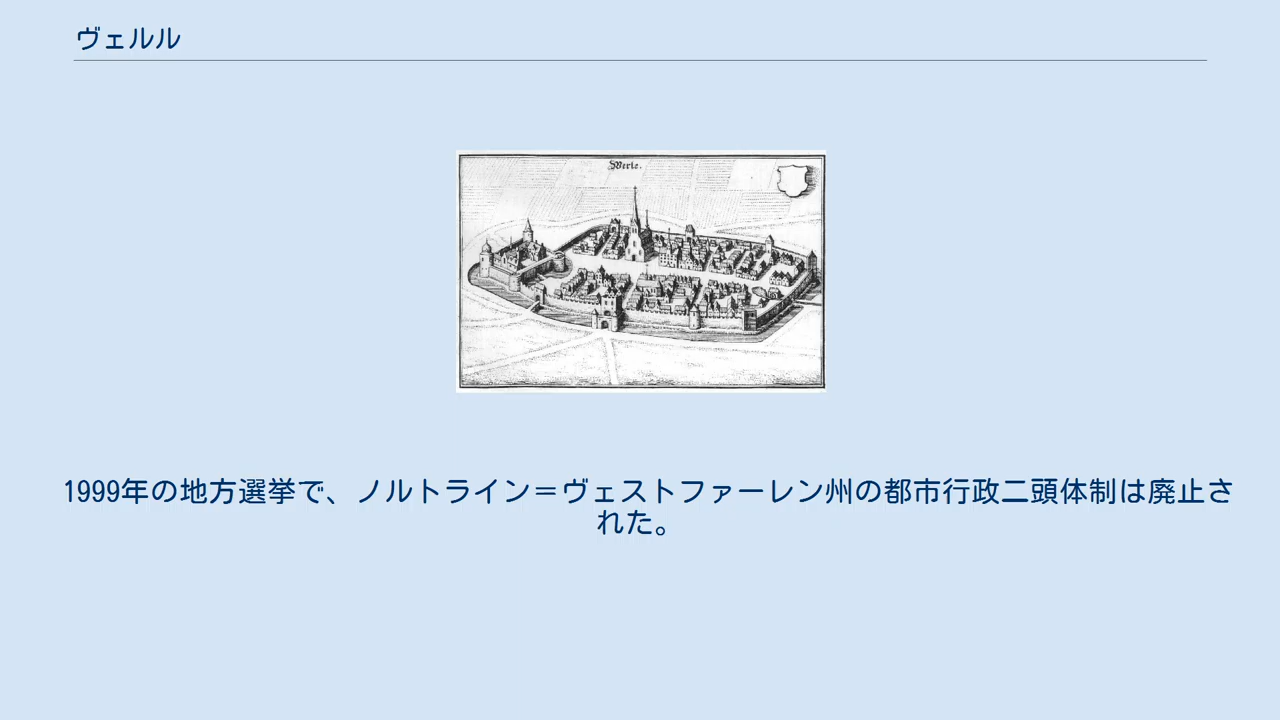 ヴェルル
Werle.
1999年の地方選挙で、ノルトライン＝ヴェストファーレン州の都市行政二頭体制は廃止さ
れた。